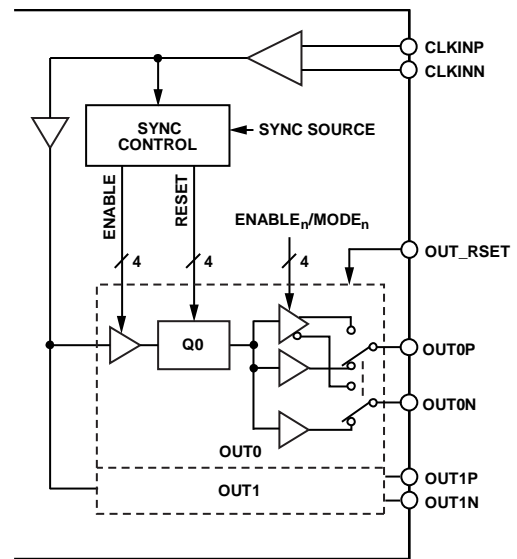 CLKINP
CLKINN
SYNC
CONTROL
SYNC SOURCE
ENABLE
RESET
ENABLEn/MODEn
4
4
4
OUT_RSET
Q0
OUT0P
OUT0N
OUT0
OUT1
OUT1P
OUT1N